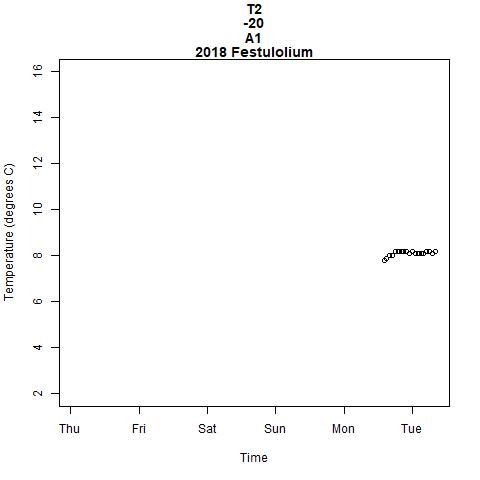 T2
-20
A1
2018 Festulolium
Temperature (degrees C)
16
14
12
10
8
6
4
2
Thu Fri Sat Sun Mon Tue
Time